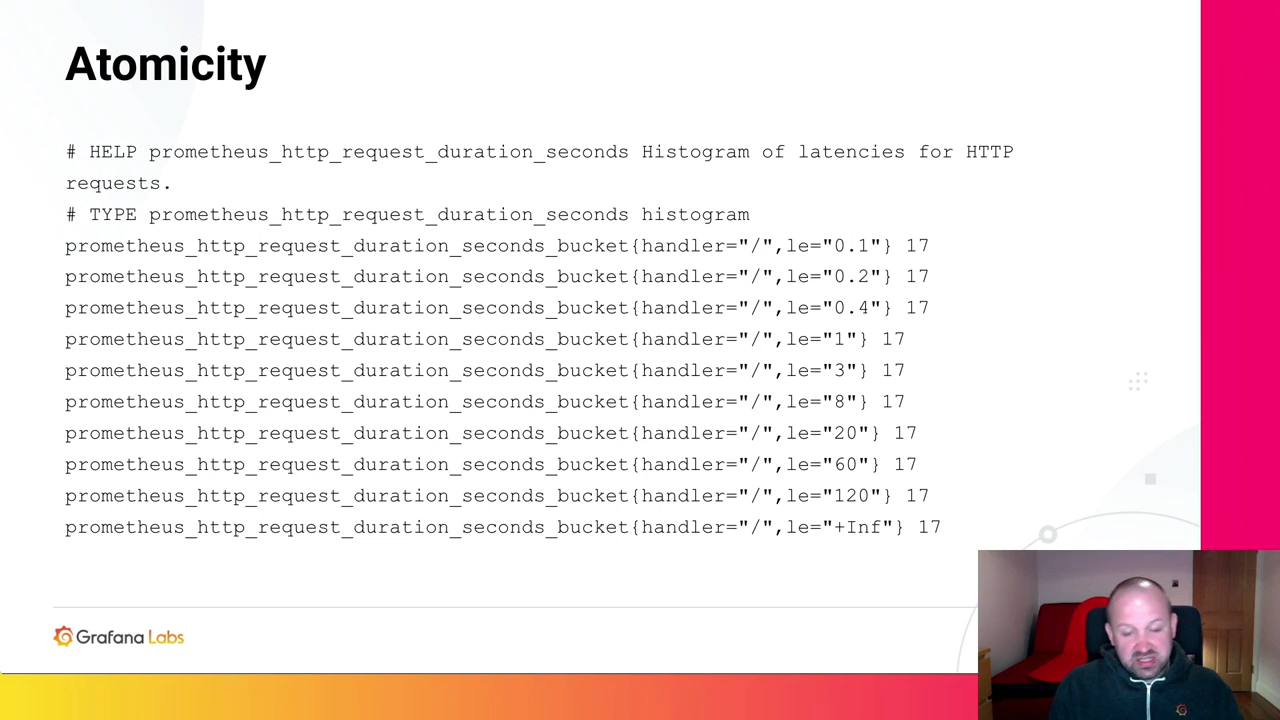 Atomicity
# HELP prometheus_http_request_duration_seconds Histogram of latencies for HTTP
requests.
# TYPE prometheus_http_request_duration_seconds histogram
prometheus_http_request_duration_seconds_bucket{handler="/",le="0.1"} 17
prometheus_http_request_duration_seconds_bucket{handler="/",le="0.2"} 17
prometheus_http_request_duration_seconds_bucket{handler="/",le="0.4"} 17
prometheus_http_request_duration_seconds_bucket{handler="/",le="1"} 17
prometheus_http_request_duration_seconds_bucket{handler="/",le="3"} 17
prometheus_http_request_duration_seconds_bucket{handler="/",le="8"} 17
prometheus_http_request_duration_seconds_bucket{handler="/",le="20"} 17
prometheus_http_request_duration_seconds_bucket{handler="/",le="60"} 17
prometheus_http_request_duration_seconds_bucket{handler="/",le="120"} 17
prometheus_http_request_duration_seconds_bucket{handler="/",le="+Inf"} 17
Grafana Labs